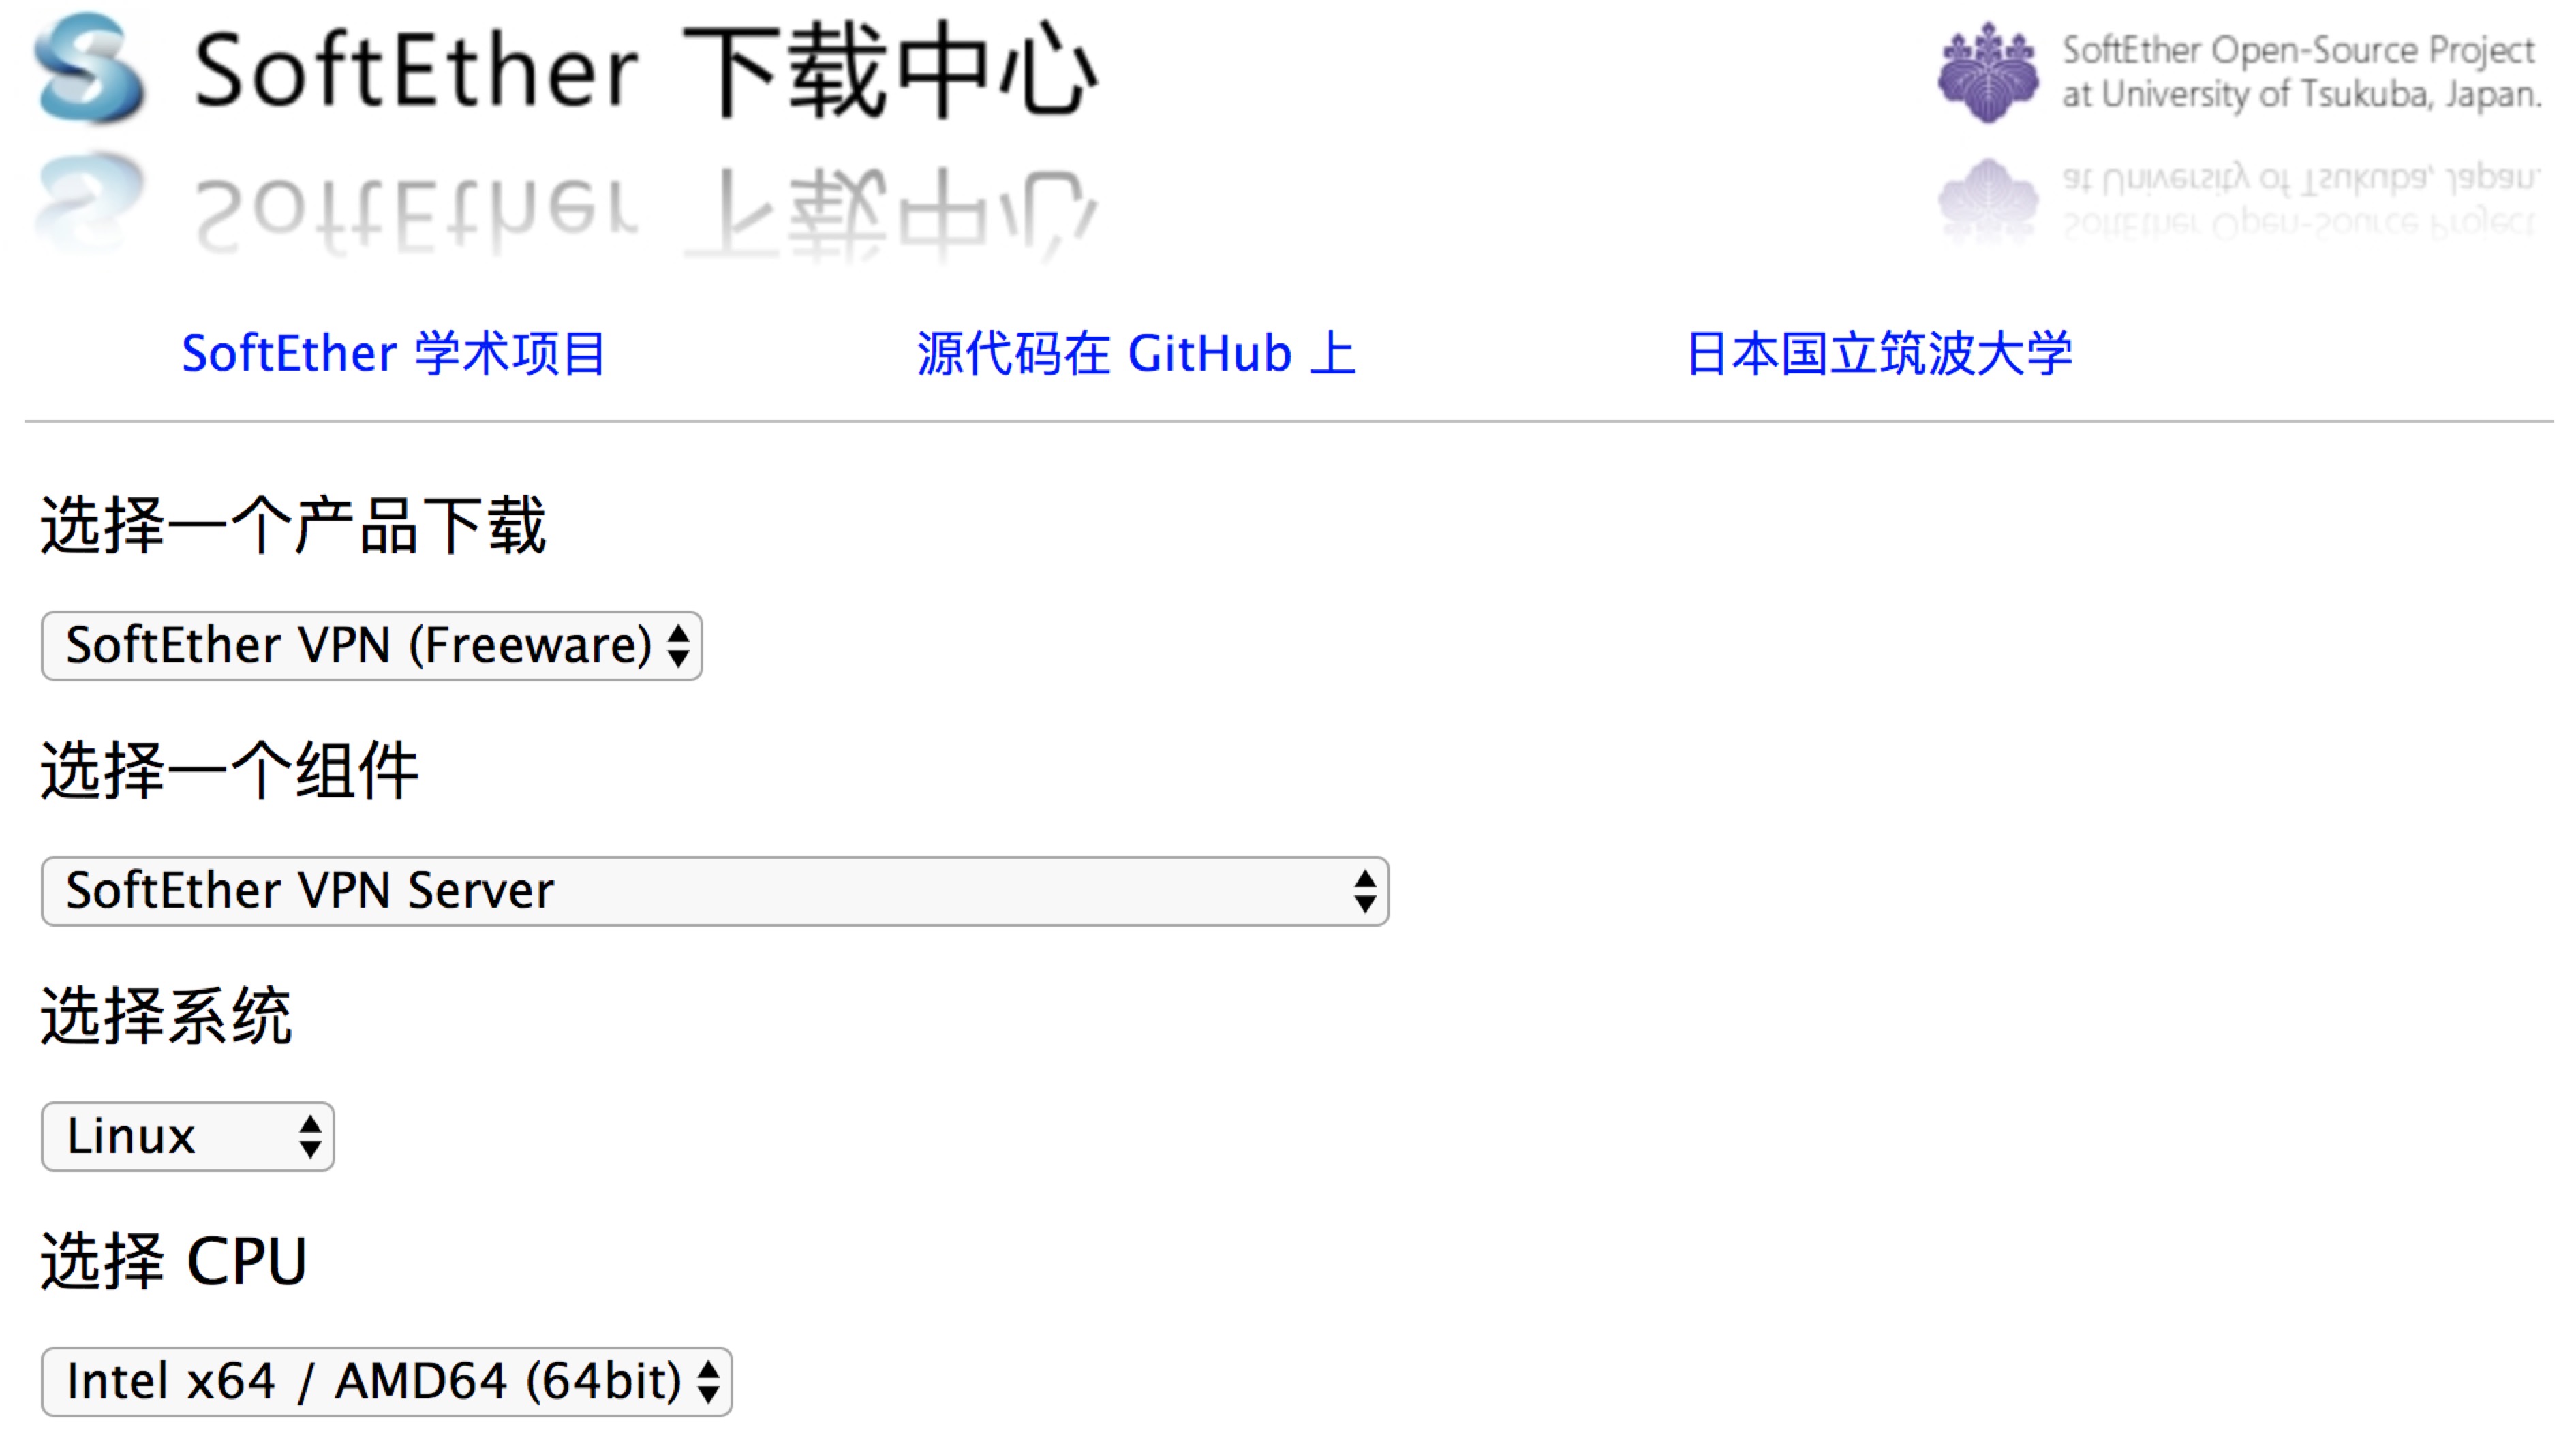 SoftEther 下载中心
SoftEther Open-Source Project
at University of Tsukuba, Japan.
SoftEther 学术项目
源代码在 GitHub 上
日本国立筑波大学
选择一个产品下载
SoftEther VPN (Freeware)
选择一个组件
SoftEther VPN Server
选择系统
Linux
选择 CPU
Intel x64 / AMD64 (64bit)